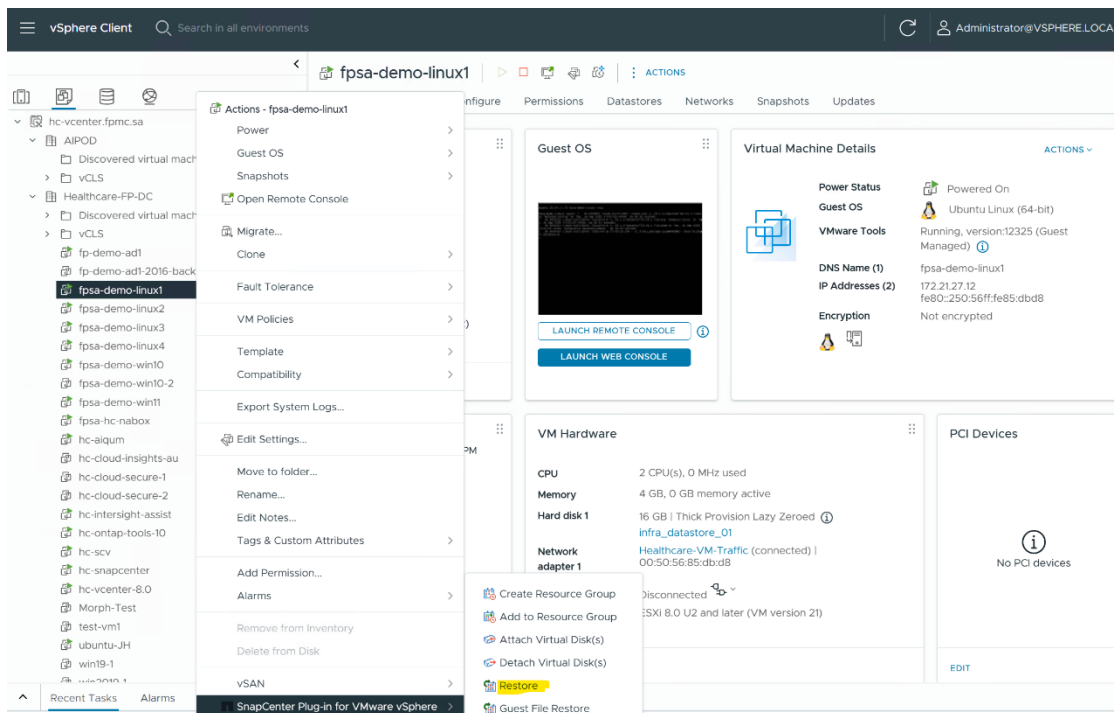 vSphere Client
Search in all environments
Administrator@VSPHERE.LOCA
fpsa-demo-linux1
ACTIONS
nfigure
Permissions
Datastores
Networks
Snapshots
Updates
hc-vcenter.fpmc.sa
AIPOD
Discovered virtual mach
vCLS
Healthcare-FP-DC
Discovered virtual mach
vCLS
fp-demo-ad1
fp-demo-ad1-2016-back
fpsa-demo-linux1
fpsa-demo-linux2
fpsa-demo-linux3
fpsa-demo-linux4
fpsa-demo-win10
fpsa-demo-win10-2
fpsa-demo-win11
fpsa-hc-nabox
hc-aiqum
hc-cloud-insights-au
hc-cloud-secure-1
hc-cloud-secure-2
hc-intersight-assist
hc-ontap-tools-10
hc-scv
hc-snapcenter
hc-vcenter-8.0
Morph-Test
test-vm1
ubuntu-JH
win19-1
win2019-1
Recent Tasks
Alarms
Actions - fpsa-demo-linux1
Power
Guest OS
Snapshots
Open Remote Console
Migrate...
Clone
Fault Tolerance
VM Policies
Template
Compatibility
Export System Logs...
Edit Settings...
Move to folder...
Rename...
Edit Notes...
Tags & Custom Attributes
Add Permission...
Alarms
Remove from Inventory
Delete from Disk
vSAN
SnapCenter Plug-in for VMware vSphere
Create Resource Group
Add to Resource Group
Attach Virtual Disk(s)
Detach Virtual Disk(s)
Restore
Guest File Restore
)
PM
Guest OS
LAUNCH REMOTE CONSOLE
LAUNCH WEB CONSOLE
Virtual Machine Details
ACTIONS
Power Status
Powered On
Guest OS
Ubuntu Linux (64-bit)
VMware Tools
Running, version:12325 (Guest
Managed)
DNS Name (1)
fpsa-demo-linux1
IP Addresses (2)
172.21.27.12
fe80::250:56ff:fe85:dbd8
Encryption
Not encrypted
VM Hardware
CPU
2 CPU(s), 0 MHz used
Memory
4 GB, 0 GB memory active
Hard disk 1
16 GB | Thick Provision Lazy Zeroed
infra_datastore_01
Network
adapter 1
Healthcare-VM-Traffic (connected) |
00:50:56:85:db:d8
Disconnected
ESXi 8.0 U2 and later (VM version 21)
PCI Devices
No PCI devices
EDIT